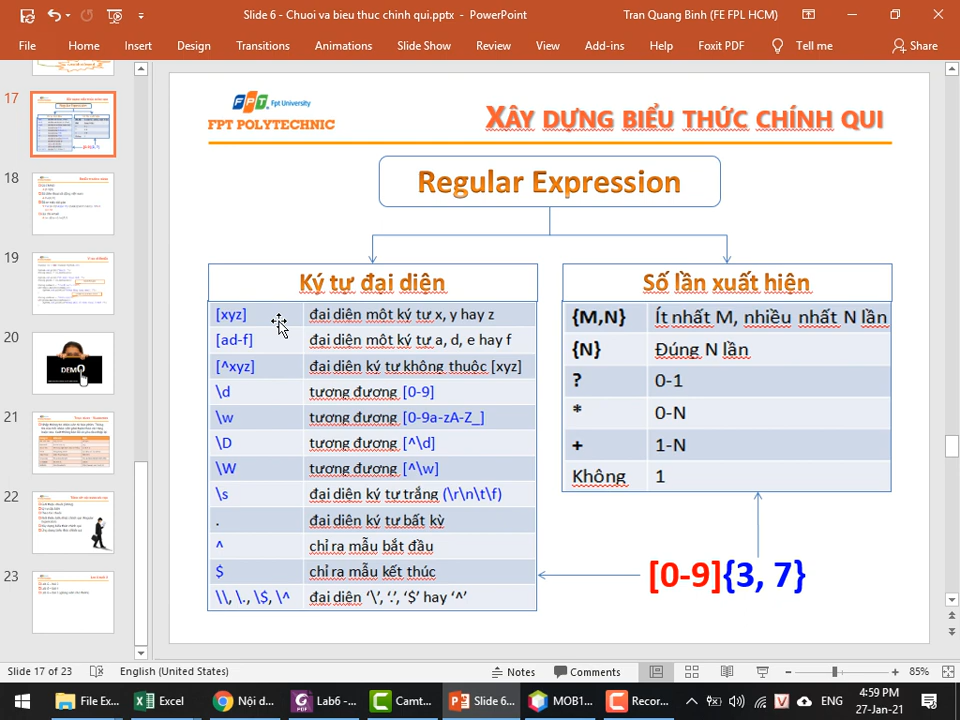 Slide 6 - Chuoi va bieu thuc chinh qui.pptx - PowerPoint
Tran Quang Binh (FE FPL HCM)
File Home Insert Design Transitions Animations Slide Show Review View Add-ins Help Foxit PDF Tell me Share
17
18
19
20
21
22
23
FPT Fpt University
FPT POLYTECHNIC
XÂY DỰNG BIỂU THỨC CHÍNH QUI
Regular Expression
Ký tự đại diện
[xyz] đại diện một ký tự x, y hay z
[ad-f] đại diện một ký tự a, d, e hay f
[^xyz] đại diện ký tự không thuộc [xyz]
\d tương đương [0-9]
\w tương đương [0-9a-zA-Z_]
\D tương đương [^\d]
\W tương đương [^\w]
\s đại diện ký tự trắng (\r\n\t\f)
. đại diện ký tự bất kỳ
^ chỉ ra mẫu bắt đầu
$ chỉ ra mẫu kết thúc
\\, \., \$, \^ đại diện ‘\’, ‘.’, ‘$’ hay ‘^’
Số lần xuất hiện
{M,N} Ít nhất M, nhiều nhất N lần
{N} Đúng N lần
? 0-1
* 0-N
+ 1-N
Không 1
[0-9]{3, 7}
Slide 17 of 23 English (United States) Notes Comments 85%
File Ex... Excel Nội d... Lab6 -... Camt... Slide 6... MOB1... Recor... ENG
4:59 PM
27-Jan-21